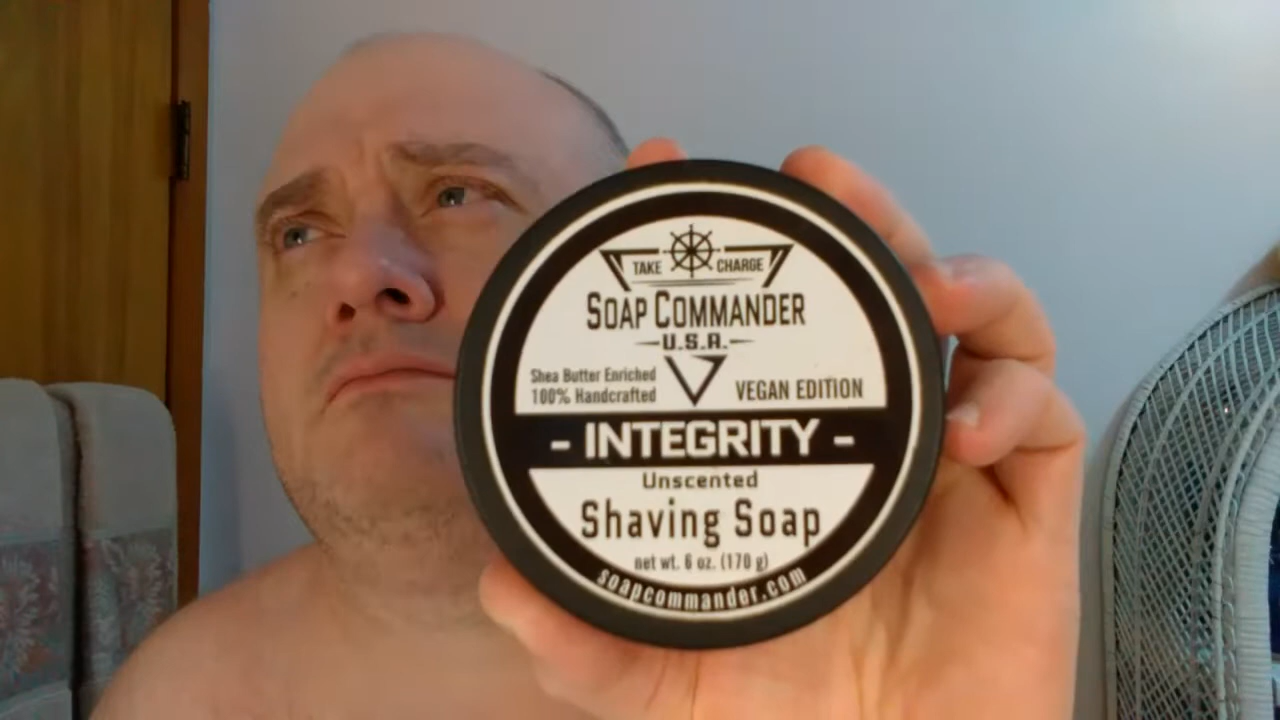 TAKE CHARGE
SOAP COMMANDER
U.S.A.
Shea Butter Enriched
100% Handcrafted
VEGAN EDITION
- INTEGRITY -
Unscented
Shaving Soap
net wt. 6 oz. (170 g)
soapcommander.com